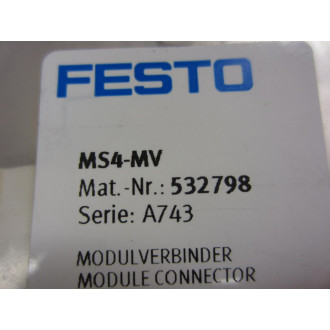 FESTO
MS4-MV
Mat.-Nr.: 532798
Serie: A743
MODULVERBINDER
MODULE CONNECTOR